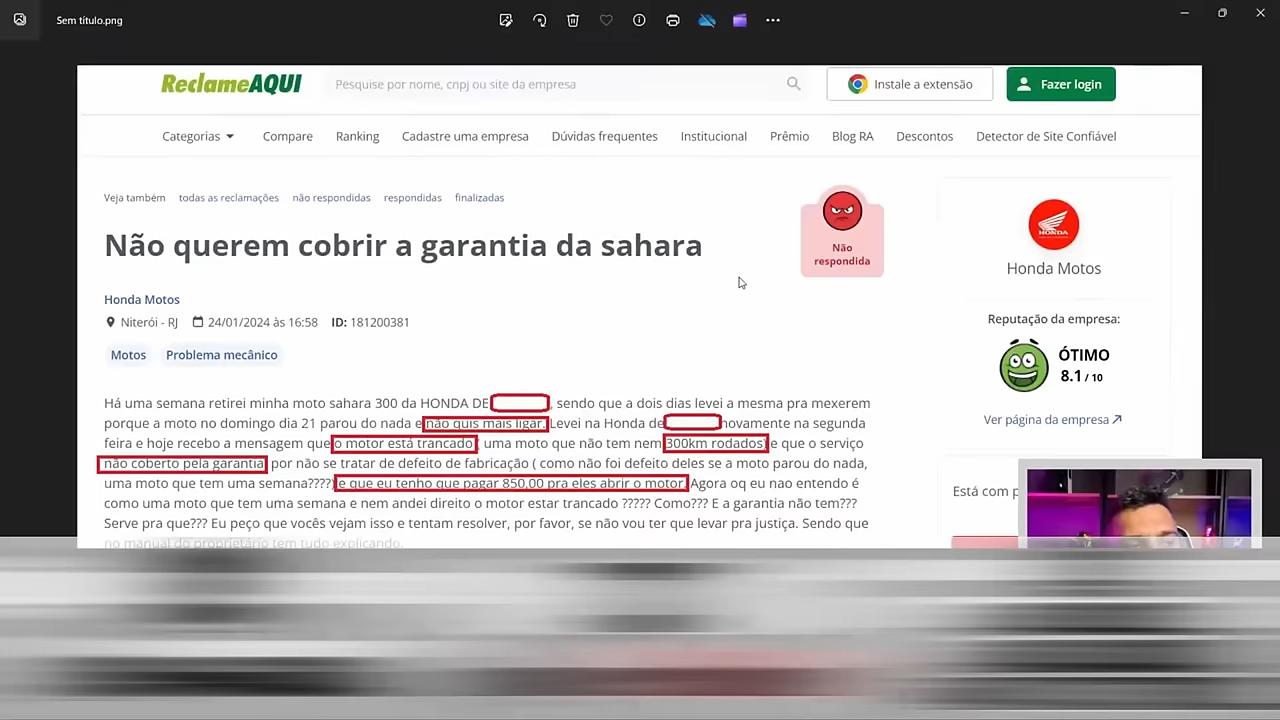 Sem título.png
ReclameAQUI
Pesquise por nome, cnpj ou site da empresa
Instale a extensão
Fazer login
Categorias
Compare
Ranking
Cadastre uma empresa
Dúvidas frequentes
Institucional
Prêmio
Blog RA
Descontos
Detector de Site Confiável
Veja também todas as reclamações não respondidas respondidas finalizadas
Não querem cobrir a garantia da sahara
Não
respondida
Honda Motos
Niterói - RJ 24/01/2024 às 16:58 ID: 181200381
Motos Problema mecânico
Há uma semana retirei minha moto sahara 300 da HONDA DE , sendo que a dois dias levei a mesma pra mexerem
porque a moto no domingo dia 21 parou do nada e não quis mais ligar. Levei na Honda de novamente na segunda
feira e hoje recebo a mensagem que o motor está trancado ( uma moto que não tem nem 300km rodados) e que o serviço
não coberto pela garantia por não se tratar de defeito de fabricação ( como não foi defeito deles se a moto parou do nada,
uma moto que tem uma semana????) e que eu tenho que pagar 850,00 pra eles abrir o motor. Agora oq eu nao entendo é
como uma moto que tem uma semana e nem andei direito o motor estar trancado ????? Como??? E a garantia não tem???
Serve pra que??? Eu peço que vocês vejam isso e tentam resolver, por favor, se não vou ter que levar pra justiça. Sendo que
no manual do proprietário tem tudo explicando.
HONDA
Honda Motos
Reputação da empresa:
ÓTIMO
8.1 / 10
Ver página da empresa
Está com p